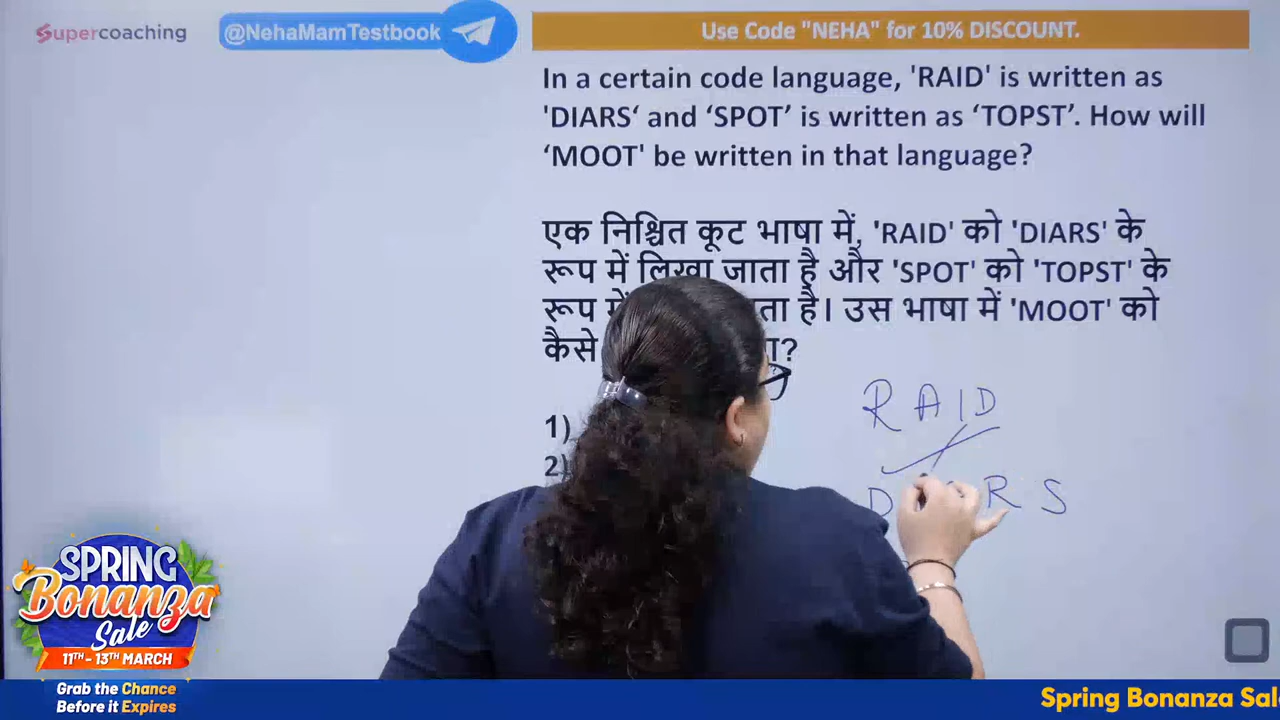 Supercoaching
@NehaMamTestbook
Use Code "NEHA" for 10% DISCOUNT.
In a certain code language, 'RAID' is written as
'DIARS‘ and ‘SPOT’ is written as ‘TOPST’. How will
‘MOOT' be written in that language?
एक निश्चित कूट भाषा में, 'RAID' को 'DIARS' के
रूप में लिखा जाता है और 'SPOT' को 'TOPST' के
रूप है। उस भाषा में 'MOOT' को
कैसे
1)
2)
RAID
D R S
SPRING
Bonanza
Sale
11TH - 13TH MARCH
Grab the Chance
Before it Expires
Spring Bonanza Sal